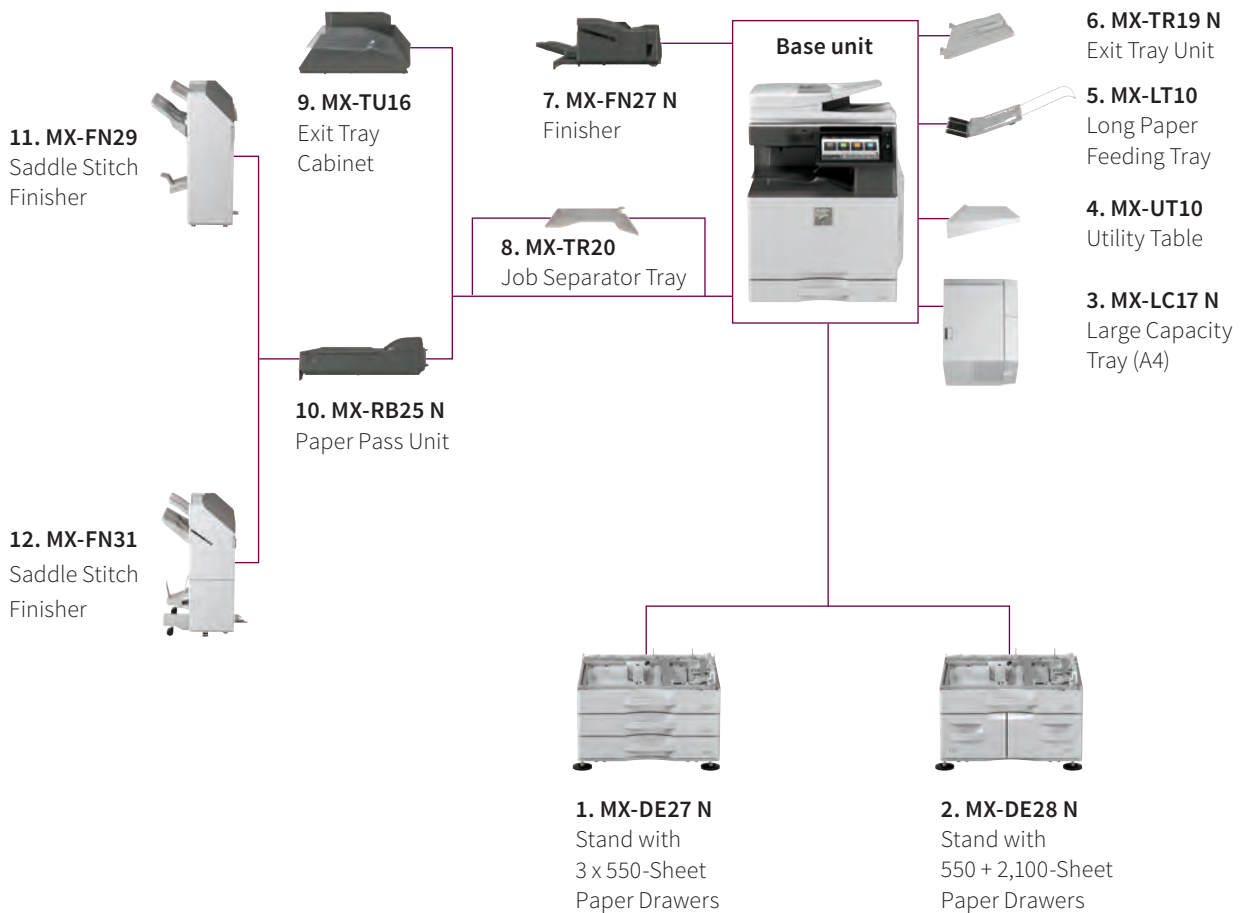 Base unit
6. MX-TR19 N
Exit Tray Unit
5. MX-LT10
Long Paper
Feeding Tray
4. MX-UT10
Utility Table
3. MX-LC17 N
Large Capacity
Tray (A4)
7. MX-FN27 N
Finisher
9. MX-TU16
Exit Tray
Cabinet
11. MX-FN29
Saddle Stitch
Finisher
8. MX-TR20
Job Separator Tray
10. MX-RB25 N
Paper Pass Unit
12. MX-FN31
Saddle Stitch
Finisher
1. MX-DE27 N
Stand with
3 x 550-Sheet
Paper Drawers
2. MX-DE28 N
Stand with
550 + 2,100-Sheet
Paper Drawers